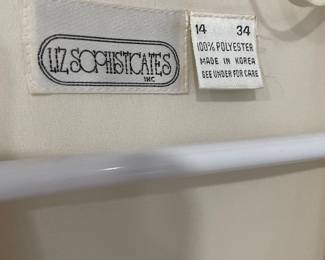 LIZ SOPHISTICATES
INC
14 34
100% POLYESTER
MADE IN KOREA
SEE UNDER FOR CARE